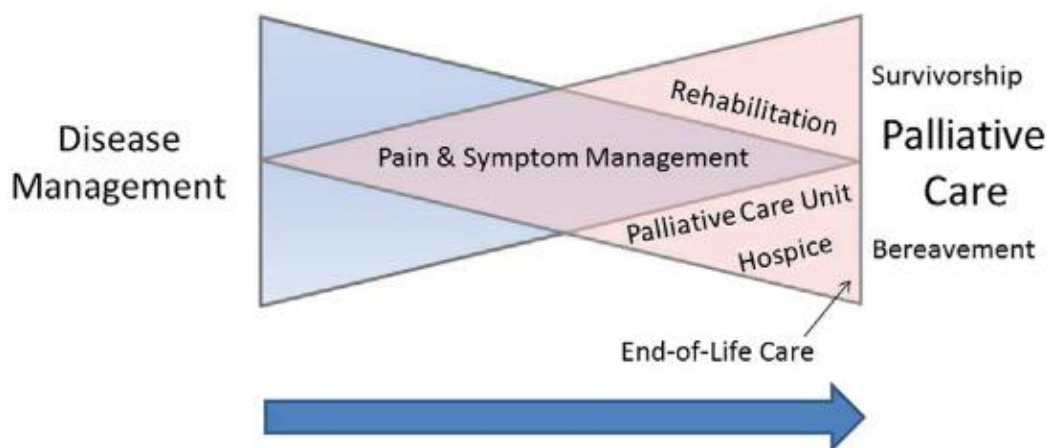 Disease
Management
Pain & Symptom Management
Rehabilitation
Palliative Care Unit
Hospice
End-of-Life Care
Survivorship
Palliative
Care
Bereavement